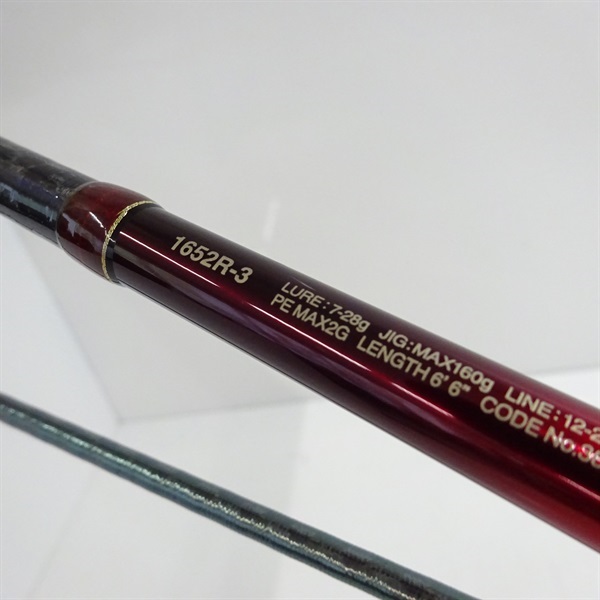 1652R-3
LURE : 7-28g JIG:MAX160g LINE : 12-2
PE MAX2G LENGTH 6' 6" CODE No.